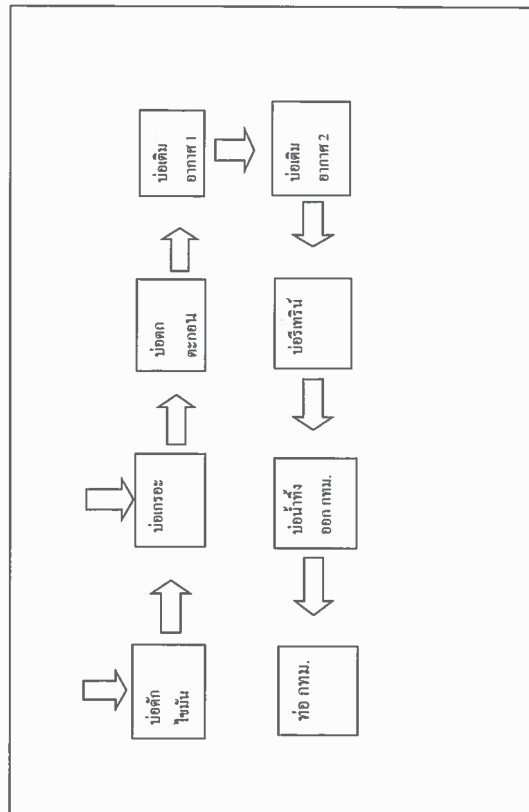 บ่อดัก
ไขมัน
บ่อเกรอะ
บ่อตก
ตะกอน
บ่อเติม
อากาศ 1
บ่อเติม
อากาศ 2
บ่อรีเทิร์น
บ่อน้ำทิ้ง
ออก กทม.
ท่อ กทม.